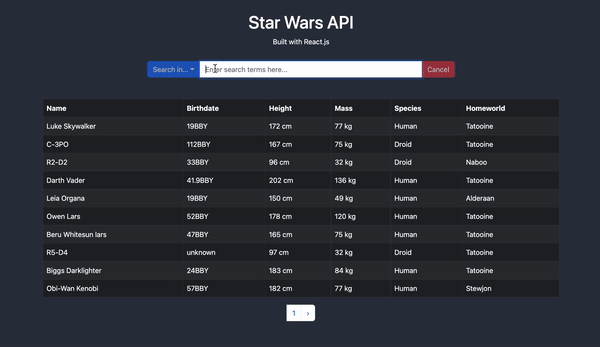 Star Wars API
Built with React.js
Search in... Enter search terms here... Cancel
Name Birthdate Height Mass Species Homeworld
Luke Skywalker 19BBY 172 cm 77 kg Human Tatooine
C-3PO 112BBY 167 cm 75 kg Droid Tatooine
R2-D2 33BBY 96 cm 32 kg Droid Naboo
Darth Vader 41.9BBY 202 cm 136 kg Human Tatooine
Leia Organa 19BBY 150 cm 49 kg Human Alderaan
Owen Lars 52BBY 178 cm 120 kg Human Tatooine
Beru Whitesun lars 47BBY 165 cm 75 kg Human Tatooine
R5-D4 unknown 97 cm 32 kg Droid Tatooine
Biggs Darklighter 24BBY 183 cm 84 kg Human Tatooine
Obi-Wan Kenobi 57BBY 182 cm 77 kg Human Stewjon
1 ›